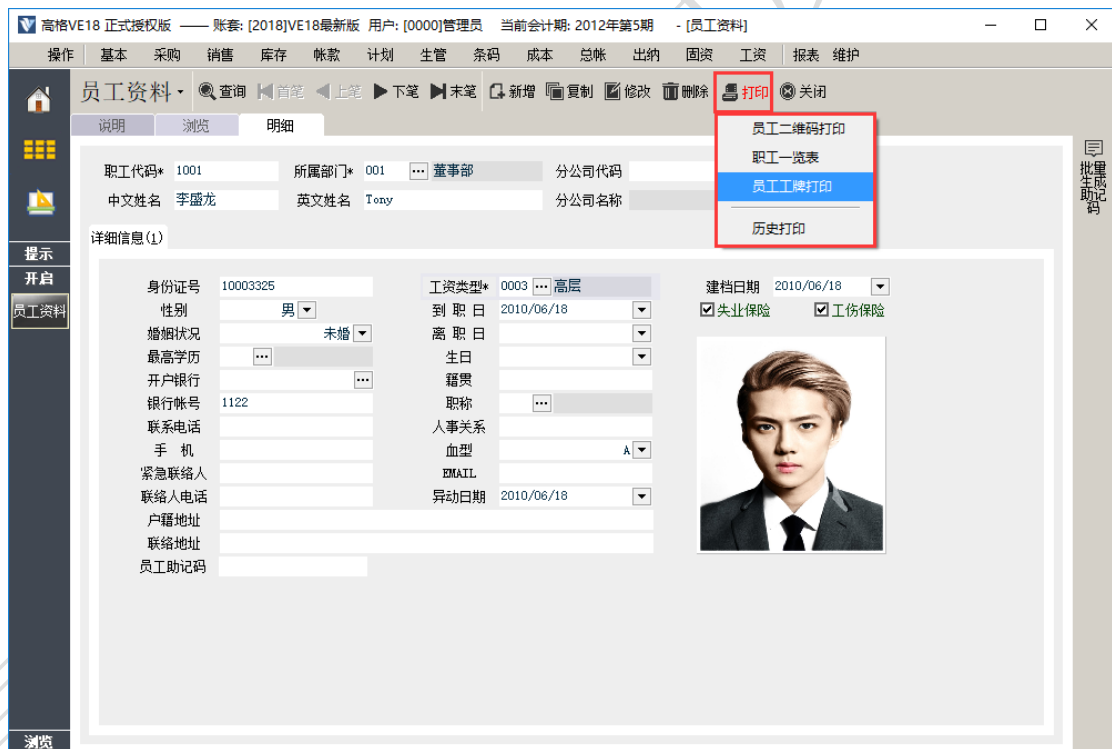 高格VE18 正式授权版 —— 账套: [2018]VE18最新版 用户: [0000]管理员 当前会计期: 2012年第5期 - [员工资料]
操作 基本 采购 销售 库存 帐款 计划 生管 条码 成本 总帐 出纳 固资 工资 报表 维护
员工资料 查询 首笔 上笔 下笔 末笔 新增 复制 修改 删除 打印 关闭
说明 浏览 明细
员工二维码打印
职工一览表
员工工牌打印
历史打印
职工代码* 1001 所属部门* 001 ... 董事部 分公司代码
中文姓名 李盛龙 英文姓名 Tony 分公司名称
批量生成助记码
详细信息(1)
提示
开启
员工资料
身份证号 10003325 工资类型* 0003 ... 高层 建档日期 2010/06/18
性别 男 到 职 日 2010/06/18 失业保险 工伤保险
婚姻状况 未婚 离 职 日
最高学历 ... 生日
开户银行 ... 籍贯
银行帐号 1122 职称 ...
联系电话 人事关系
手 机 血型 A
紧急联络人 EMAIL
联络人电话 异动日期 2010/06/18
户籍地址
联络地址
员工助记码
浏览